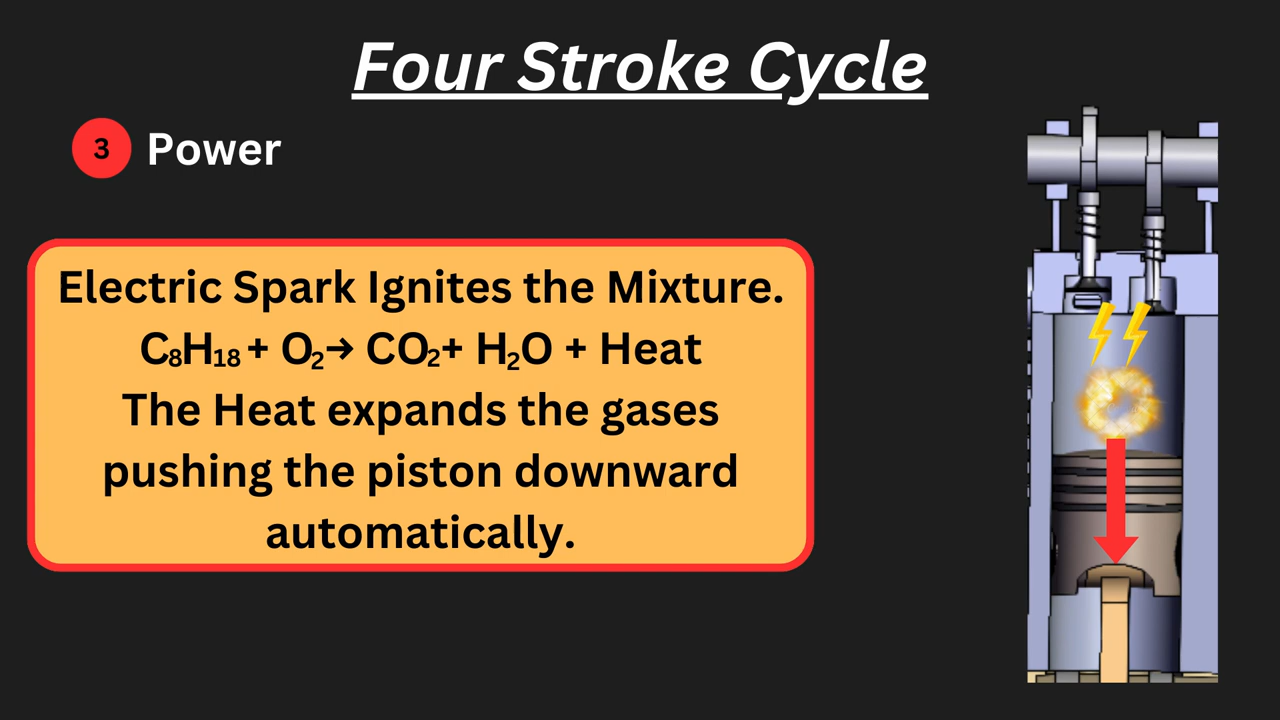 Four Stroke Cycle
3 Power
Electric Spark Ignites the Mixture.
C₈H₁₈ + O₂→ CO₂+ H₂O + Heat
The Heat expands the gases
pushing the piston downward
automatically.